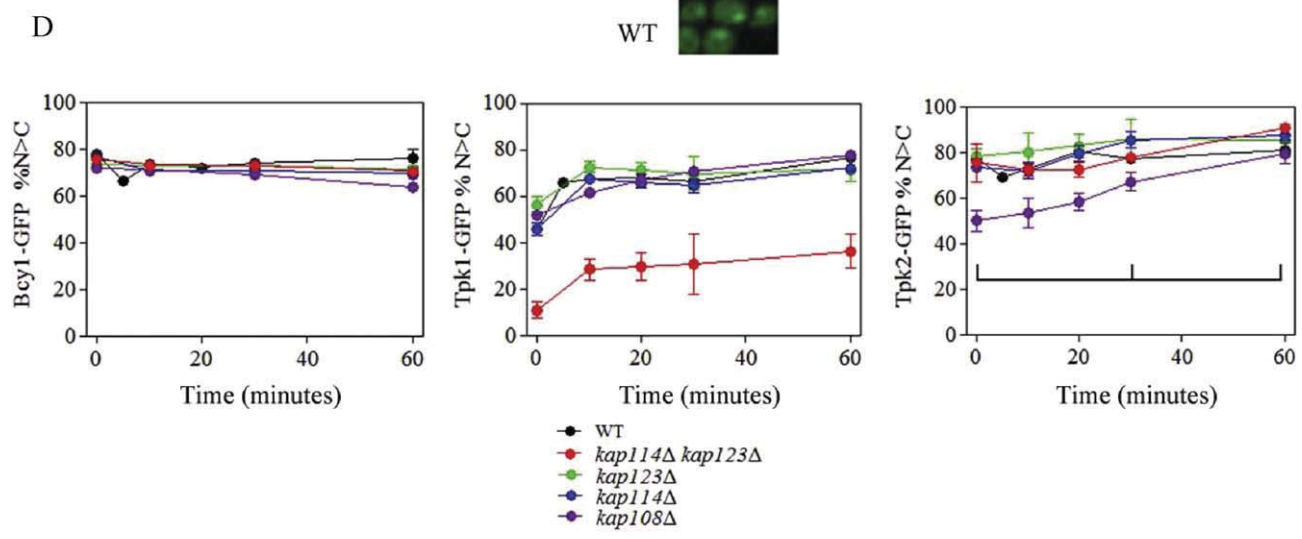 D
WT
Bcy1-GFP %N>C
100
80
60
40
20
0
0
20
40
60
Time (minutes)
Tpk1-GFP % N>C
100
80
60
40
20
0
0
20
40
60
Time (minutes)
Tpk2-GFP % N>C
100
80
60
40
20
0
0
20
40
60
Time (minutes)
WT
kap114Δ kap123Δ
kap123Δ
kap114Δ
kap108Δ